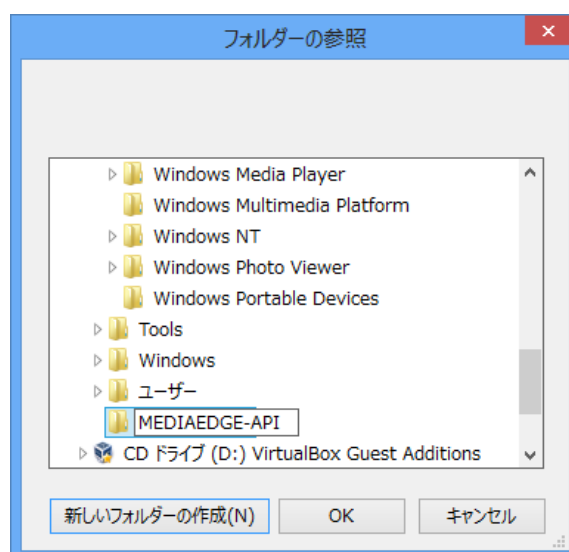 フォルダーの参照
Windows Media Player
Windows Multimedia Platform
Windows NT
Windows Photo Viewer
Windows Portable Devices
Tools
Windows
ユーザー
MEDIAEDGE-API
CD ドライブ (D:) VirtualBox Guest Additions
新しいフォルダーの作成(N) OK キャンセル